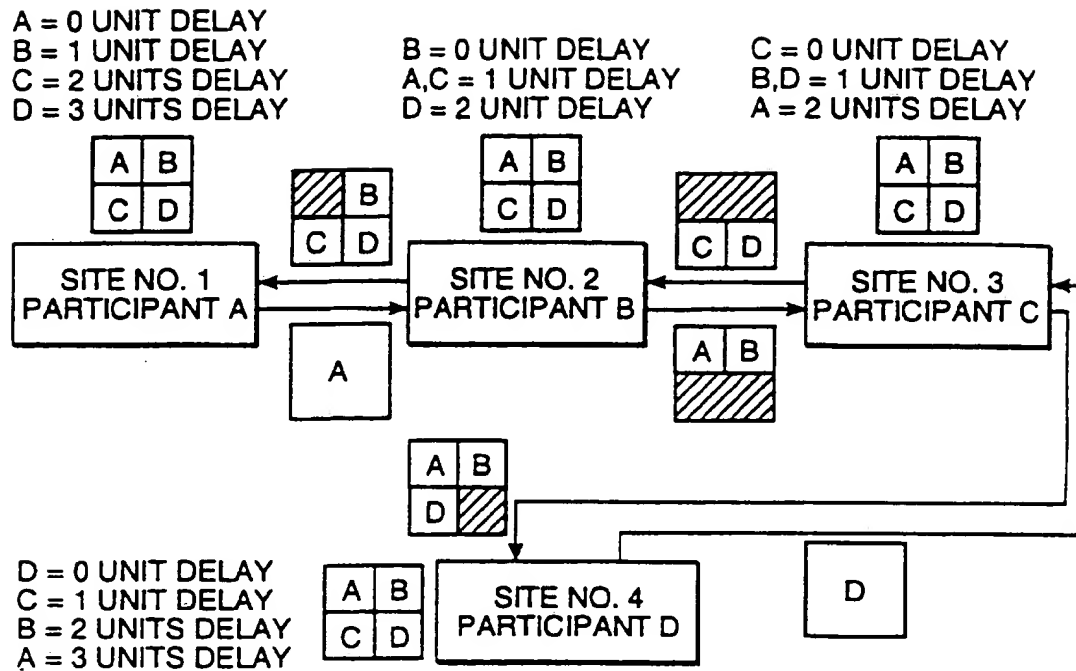 A = 0 UNIT DELAY
B = 1 UNIT DELAY
C = 2 UNITS DELAY
D = 3 UNITS DELAY
B = 0 UNIT DELAY
A,C = 1 UNIT DELAY
D = 2 UNIT DELAY
C = 0 UNIT DELAY
B,D = 1 UNIT DELAY
A = 2 UNITS DELAY
A B
C D
B
C D
A B
C D
C D
A B
C D
SITE NO. 1
PARTICIPANT A
SITE NO. 2
PARTICIPANT B
SITE NO. 3
PARTICIPANT C
A
A B
A B
D
D = 0 UNIT DELAY
C = 1 UNIT DELAY
B = 2 UNITS DELAY
A = 3 UNITS DELAY
A B
C D
SITE NO. 4
PARTICIPANT D
D